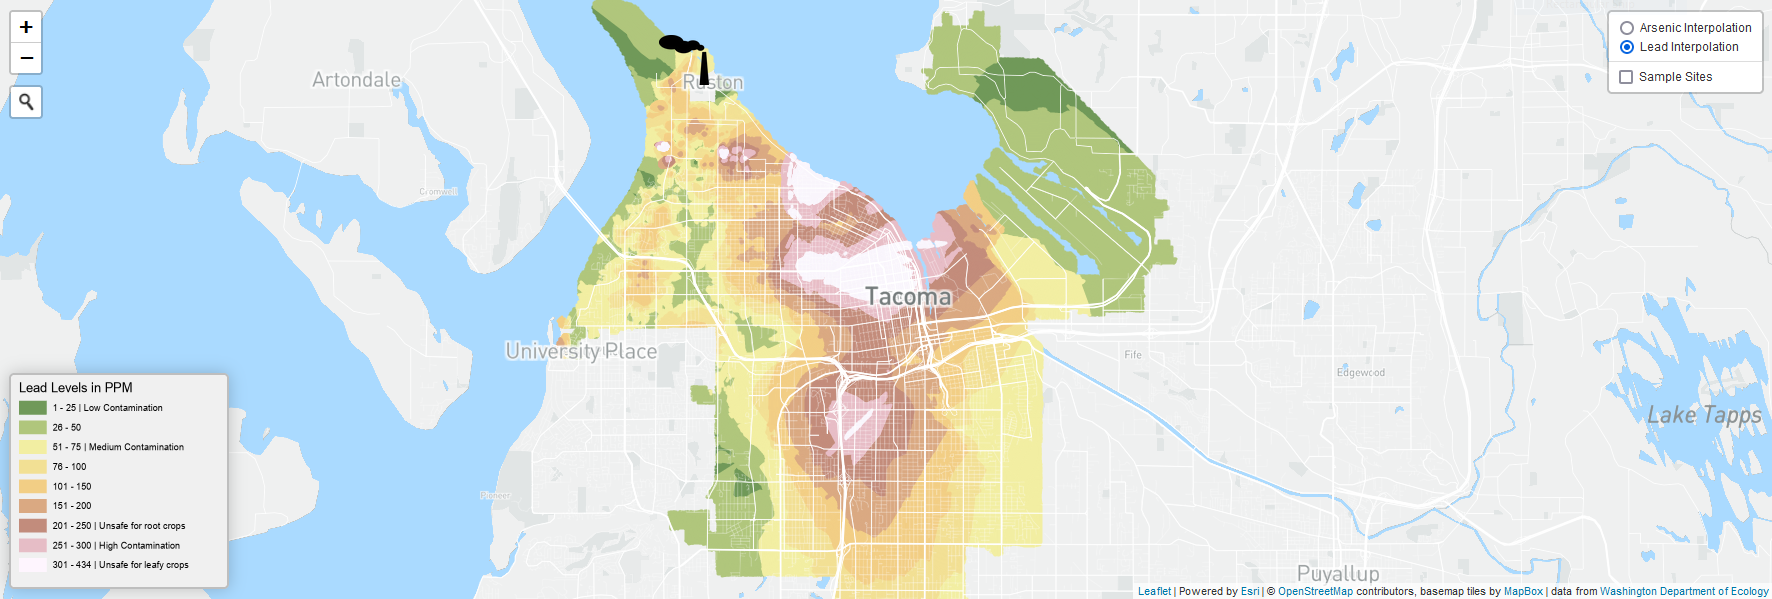 +
−
Artondale
Ruston
Arsenic Interpolation
Lead Interpolation
Sample Sites
Cromwell
Tacoma
University Place
Fife
Edgewood
Lake Tapps
Lead Levels in PPM
1 - 25 | Low Contamination
26 - 50
51 - 75 | Medium Contamination
76 - 100
101 - 150
151 - 200
201 - 250 | Unsafe for root crops
251 - 300 | High Contamination
301 - 434 | Unsafe for leafy crops
Pioneer
Puyallup
Leaflet | Powered by Esri | © OpenStreetMap contributors, basemap tiles by MapBox | data from Washington Department of Ecology